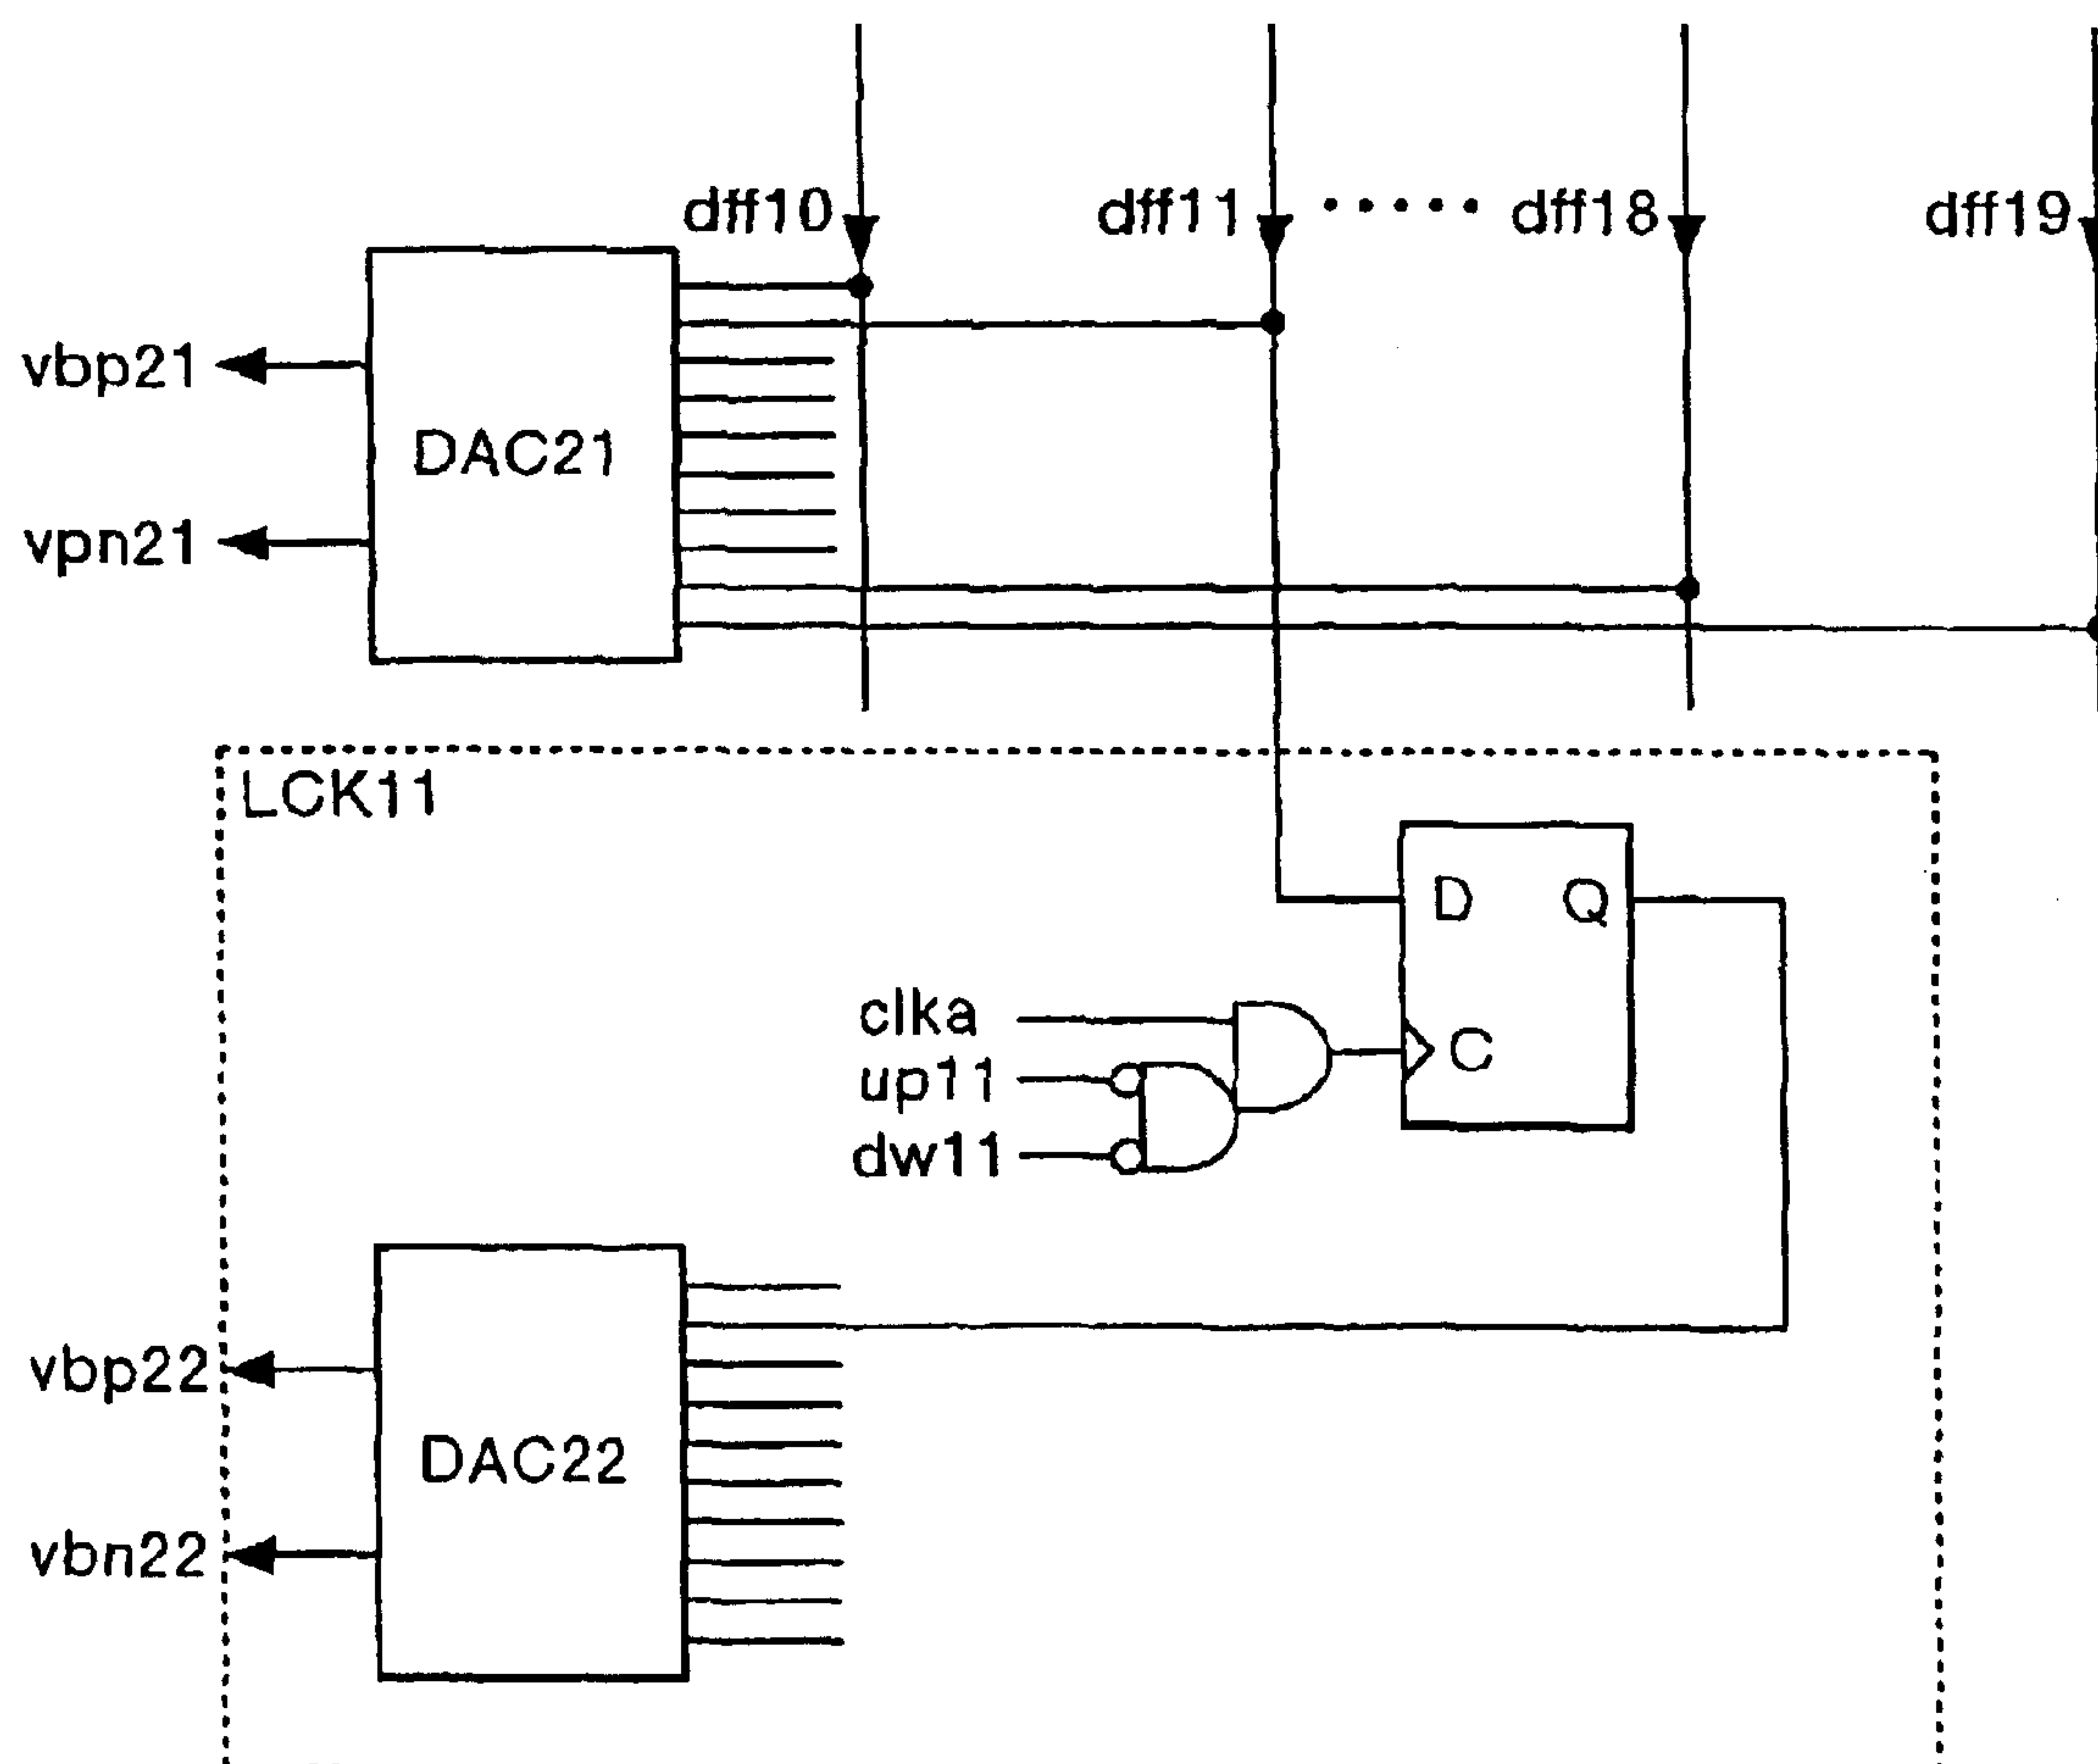 dff10
dff11 ..... dff18
dff19
vbp21
DAC21
vpn21
LCK11
D Q
clka
C
up11
dw11
vbp22
DAC22
vbn22